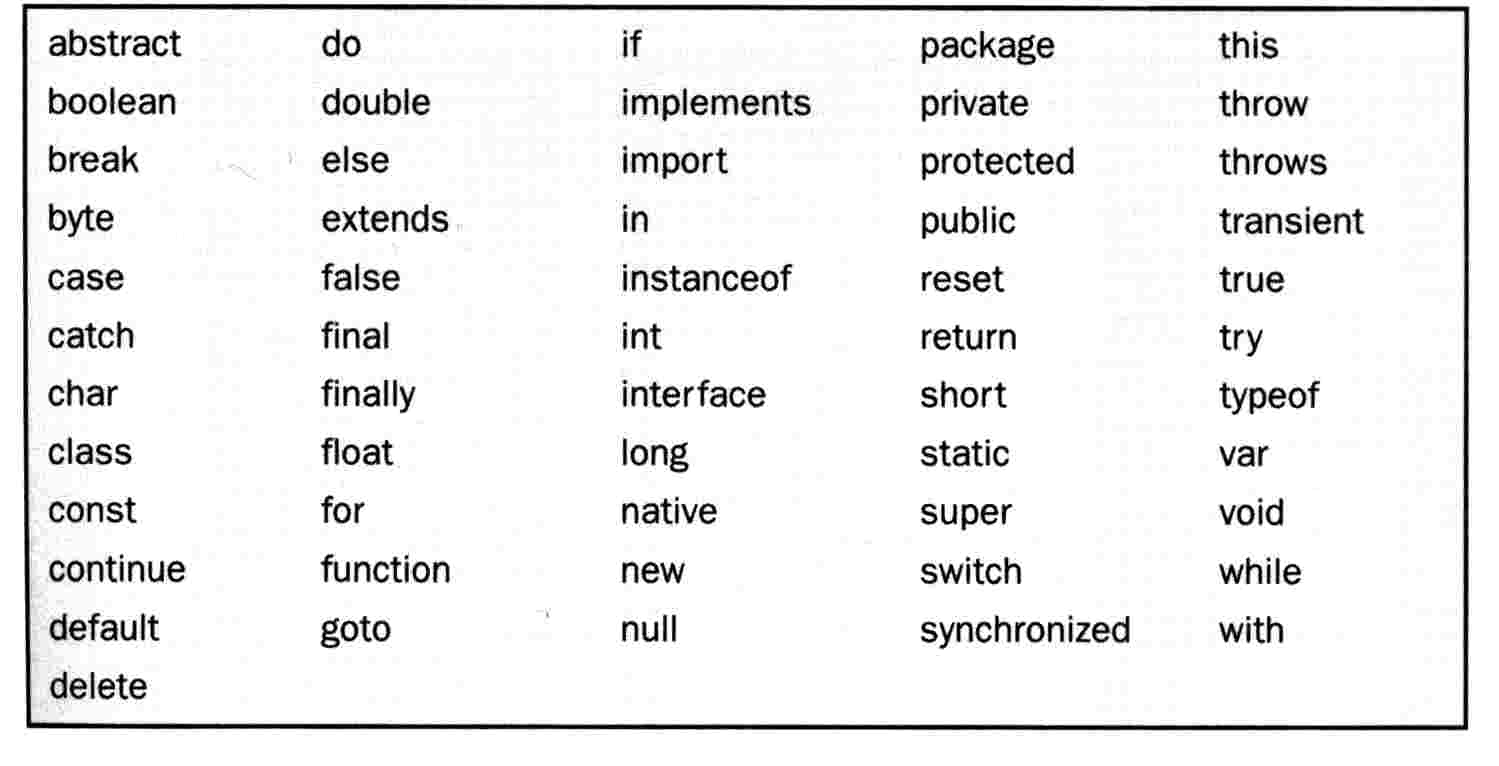 abstract do if package this
boolean double implements private throw
break else import protected throws
byte extends in public transient
case false instanceof reset true
catch final int return try
char finally interface short typeof
class float long static var
const for native super void
continue function new switch while
default goto null synchronized with
delete